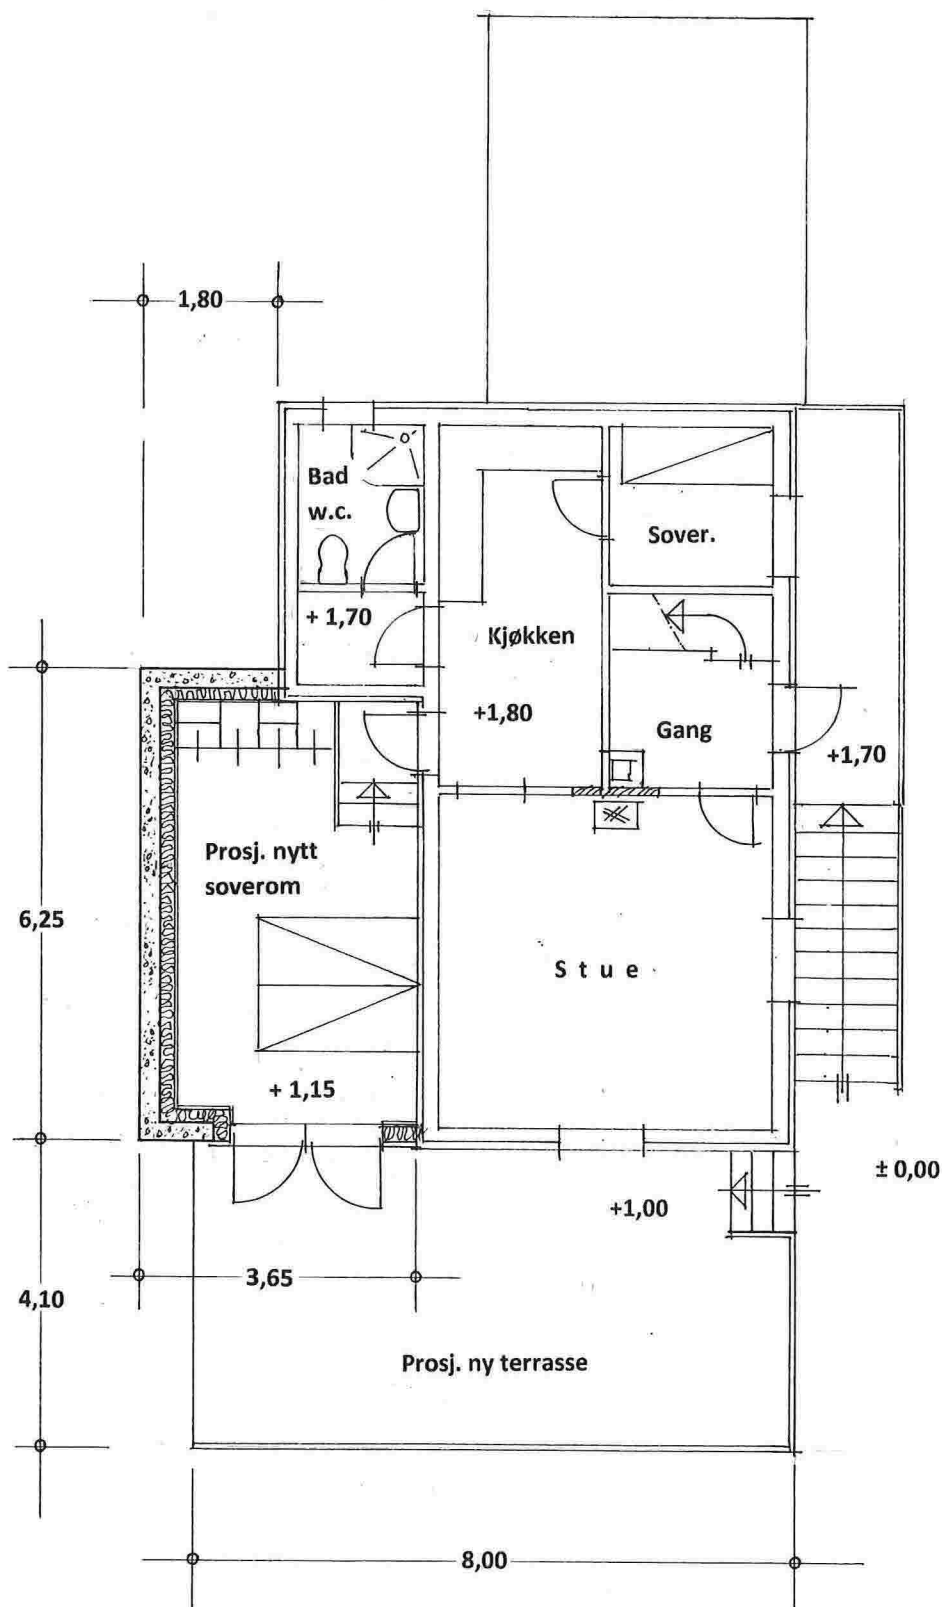 1,80
Bad
w.c.
Sover.
+ 1,70
Kjøkken
+1,80
Gang
+1,70
Prosj. nytt
soverom
6,25
S t u e
+ 1,15
± 0,00
+1,00
3,65
4,10
Prosj. ny terrasse
8,00